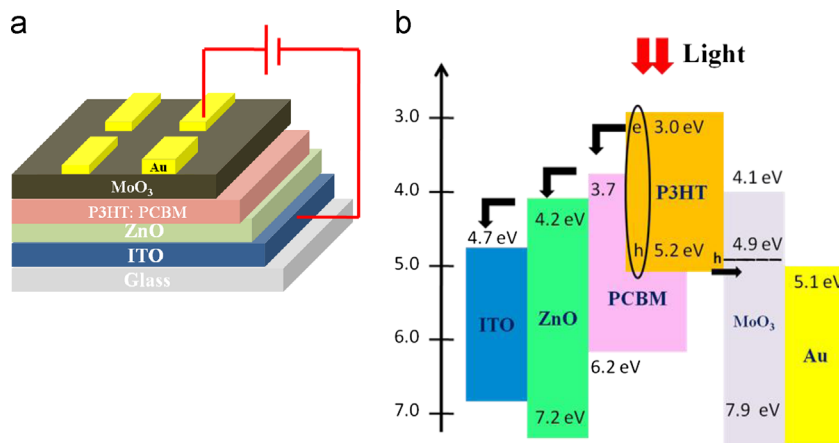 a
Au
MoO₃
P3HT: PCBM
ZnO
ITO
Glass
b
Light
3.0
4.0
5.0
6.0
7.0
4.7 eV
ITO
4.2 eV
ZnO
7.2 eV
3.7
PCBM
6.2 eV
e
3.0 eV
P3HT
h
5.2 eV
h
4.1 eV
4.9 eV
MoO₃
7.9 eV
5.1 eV
Au